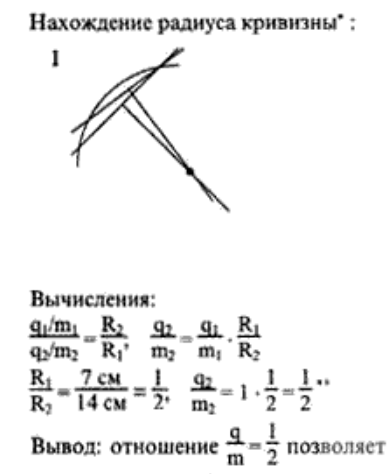 Нахождение радиуса кривизны* :
I
Вычисления:
q₁/m₁ / q₂/m₂ = R₂/R₁, q₂/m₂ = q₁/m₁ · R₁/R₂
R₁/R₂ = 7 см/14 см = 1/2, q₂/m₂ = 1 · 1/2 = 1/2 **
Вывод: отношение q/m = 1/2 позволяет